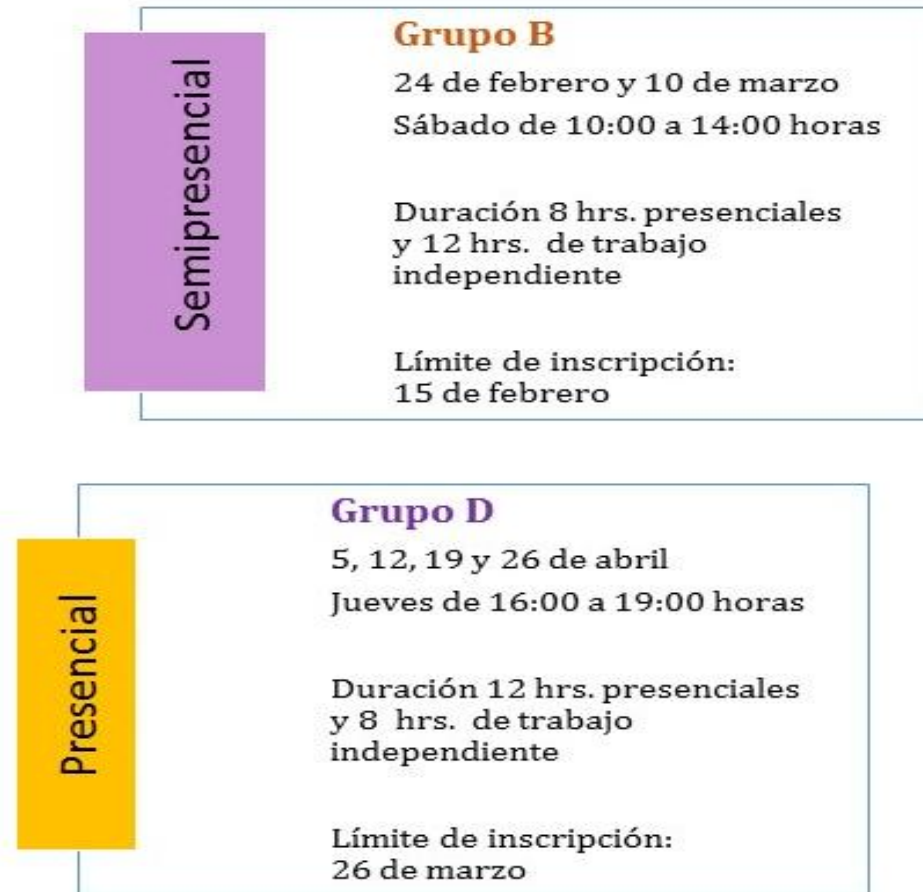 Semipresencial
Grupo B
24 de febrero y 10 de marzo
Sábado de 10:00 a 14:00 horas
Duración 8 hrs. presenciales
y 12 hrs. de trabajo
independiente
Límite de inscripción:
15 de febrero
Presencial
Grupo D
5, 12, 19 y 26 de abril
Jueves de 16:00 a 19:00 horas
Duración 12 hrs. presenciales
y 8 hrs. de trabajo
independiente
Límite de inscripción:
26 de marzo